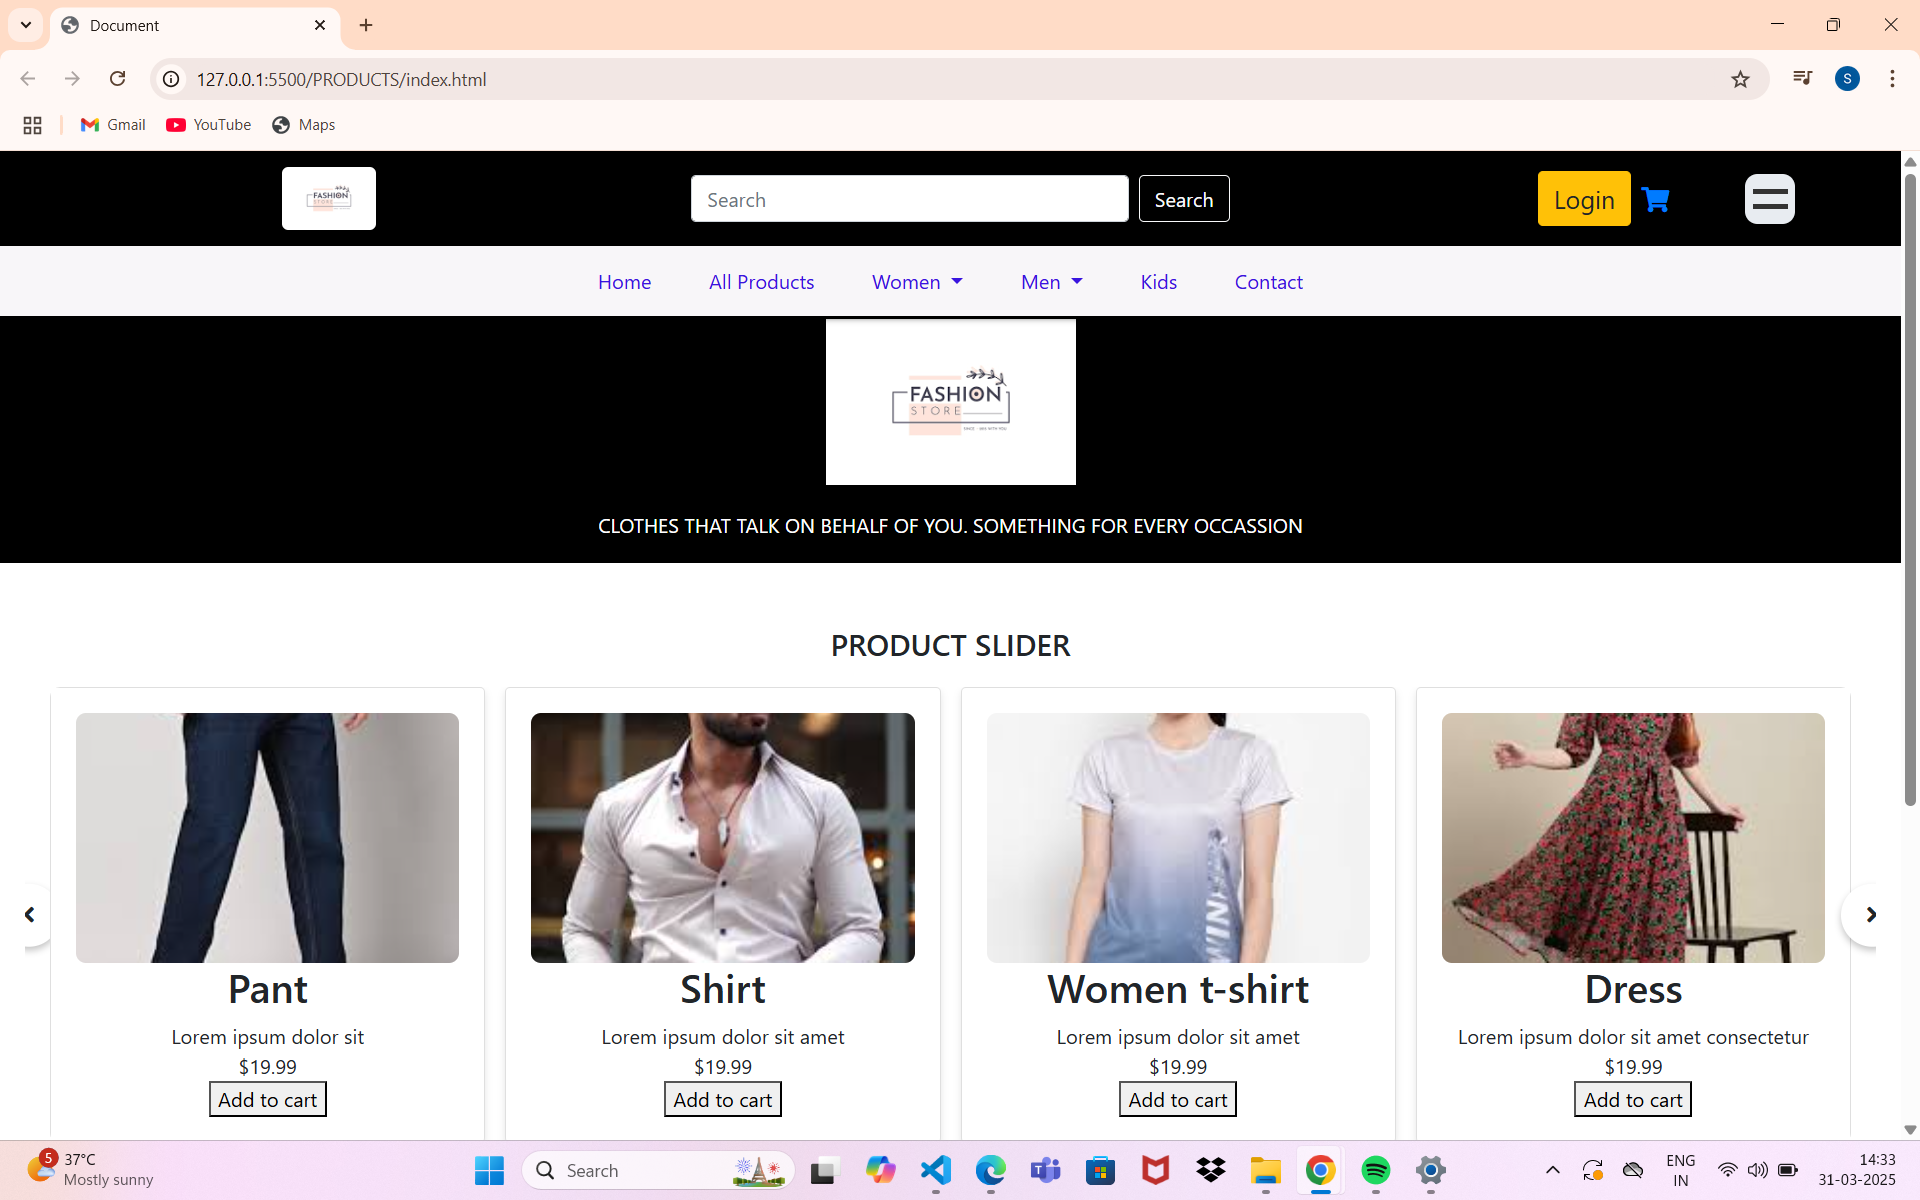 Document
127.0.0.1:5500/PRODUCTS/index.html
S
Gmail YouTube Maps
FASHION
STORE
Search Search Login
Home All Products Women Men Kids Contact
FASHION
STORE
CLOTHES THAT TALK ON BEHALF OF YOU. SOMETHING FOR EVERY OCCASSION
PRODUCT SLIDER
Pant Shirt Women t-shirt Dress
Lorem ipsum dolor sit Lorem ipsum dolor sit amet Lorem ipsum dolor sit amet Lorem ipsum dolor sit amet consectetur
$19.99 $19.99 $19.99 $19.99
Add to cart Add to cart Add to cart Add to cart
5 37°C
Mostly sunny
Search
ENG
IN
14:33
31-03-2025